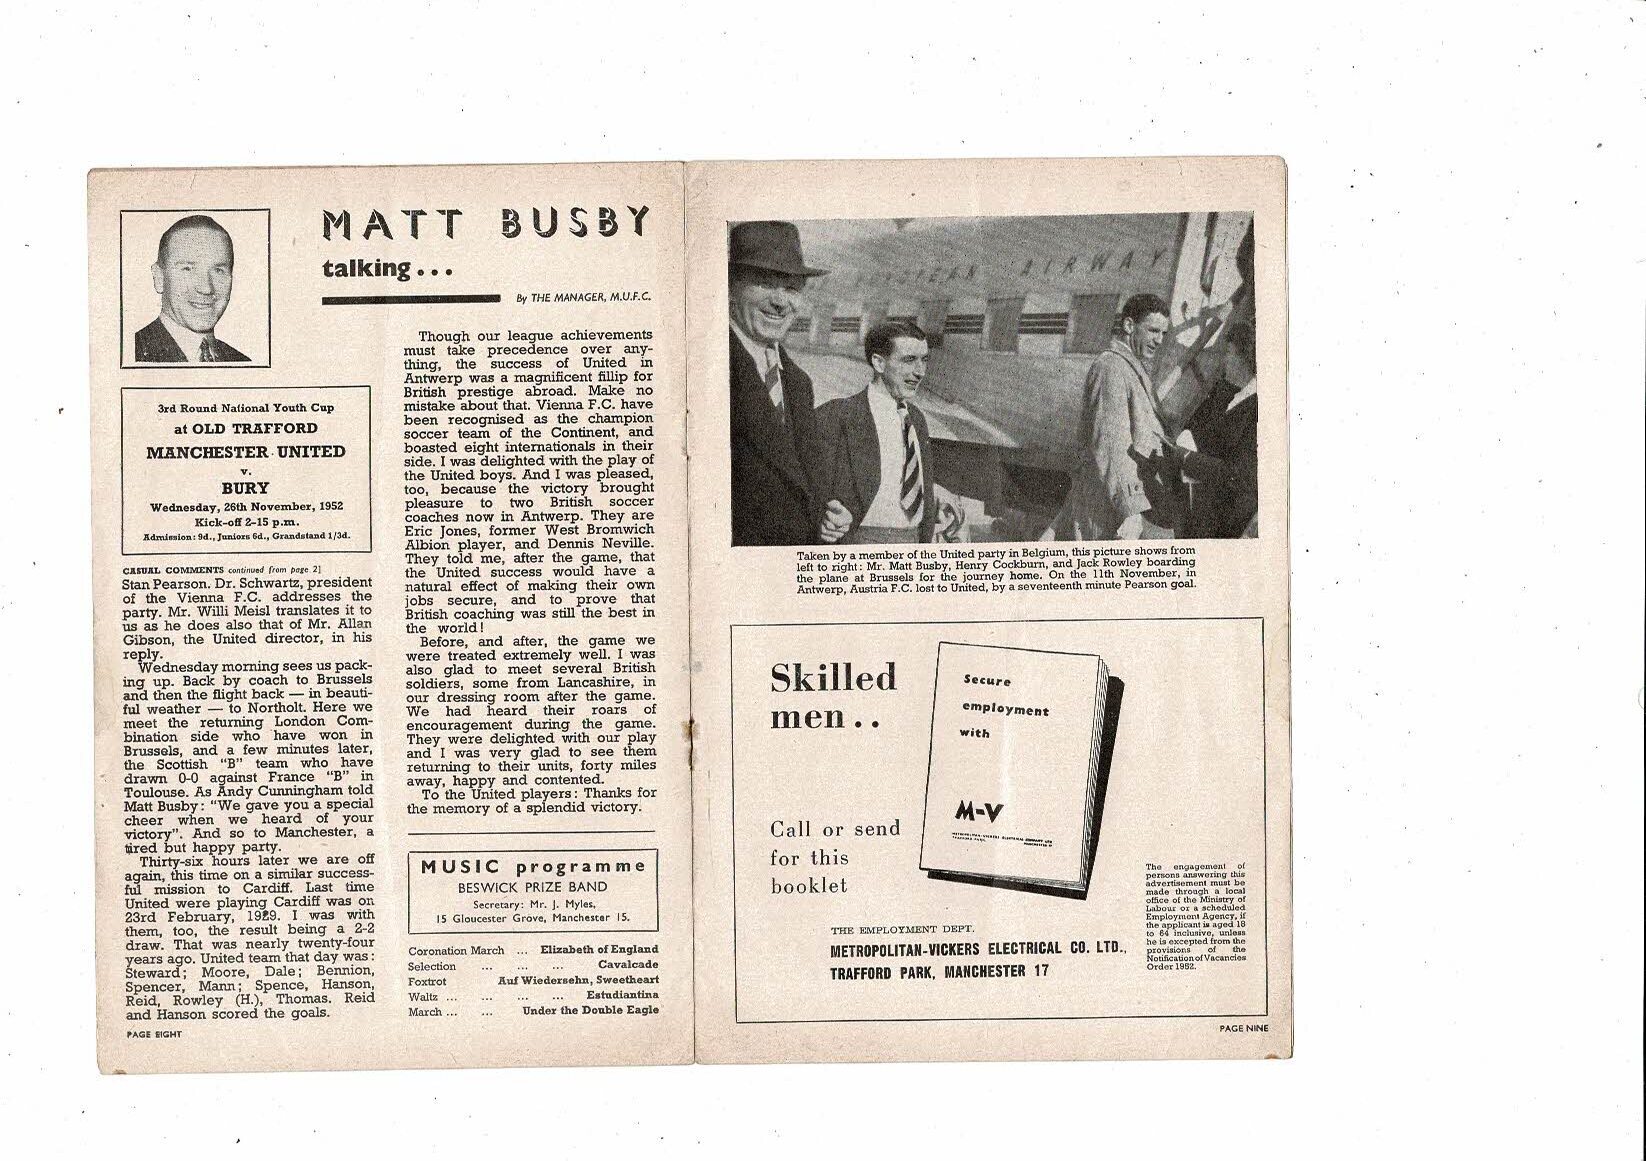 MATT BUSBY
talking...
By THE MANAGER, M.U.F.C.
3rd Round National Youth Cup
at OLD TRAFFORD
MANCHESTER UNITED
v.
BURY
Wednesday, 26th November, 1952
Kick-off 2-15 p.m.
Admission: 9d., Juniors 6d., Grandstand 1/3d.
CASUAL COMMENTS continued from page 2]
Stan Pearson. Dr. Schwartz, president
of the Vienna F.C. addresses the
party. Mr. Willi Meisl translates it to
us as he does also that of Mr. Allan
Gibson, the United director, in his
reply.
Wednesday morning sees us pack-
ing up. Back by coach to Brussels
and then the flight back — in beauti-
ful weather — to Northolt. Here we
meet the returning London Com-
bination side who have won in
Brussels, and a few minutes later,
the Scottish "B" team who have
drawn 0-0 against France "B" in
Toulouse. As Andy Cunningham told
Matt Busby: "We gave you a special
cheer when we heard of your
victory". And so to Manchester, a
tired but happy party.
Thirty-six hours later we are off
again, this time on a similar success-
ful mission to Cardiff. Last time
United were playing Cardiff was on
23rd February, 1929. I was with
them, too, the result being a 2-2
draw. That was nearly twenty-four
years ago. United team that day was:
Steward; Moore, Dale; Bennion,
Spencer, Mann; Spence, Hanson,
Reid, Rowley (H.), Thomas. Reid
and Hanson scored the goals.
PAGE EIGHT
Though our league achievements
must take precedence over any-
thing, the success of United in
Antwerp was a magnificent fillip for
British prestige abroad. Make no
mistake about that. Vienna F.C. have
been recognised as the champion
soccer team of the Continent, and
boasted eight internationals in their
side. I was delighted with the play of
the United boys. And I was pleased,
too, because the victory brought
pleasure to two British soccer
coaches now in Antwerp. They are
Eric Jones, former West Bromwich
Albion player, and Dennis Neville.
They told me, after the game, that
the United success would have a
natural effect of making their own
jobs secure, and to prove that
British coaching was still the best in
the world!
Before, and after, the game we
were treated extremely well. I was
also glad to meet several British
soldiers, some from Lancashire, in
our dressing room after the game.
We had heard their roars of
encouragement during the game.
They were delighted with our play
and I was very glad to see them
returning to their units, forty miles
away, happy and contented.
To the United players: Thanks for
the memory of a splendid victory.
MUSIC programme
BESWICK PRIZE BAND
Secretary: Mr. J. Myles,
15 Gloucester Grove, Manchester 15.
Coronation March ... Elizabeth of England
Selection ... ... ... Cavalcade
Foxtrot Auf Wiedersehn, Sweetheart
Waltz ... ... ... Estudiantina
March ... ... Under the Double Eagle
AIRWAY
Taken by a member of the United party in Belgium, this picture shows from
left to right: Mr. Matt Busby, Henry Cockburn, and Jack Rowley boarding
the plane at Brussels for the journey home. On the 11th November, in
Antwerp, Austria F.C. lost to United, by a seventeenth minute Pearson goal.
Skilled
men..
Secure
employment
with
M-V
METROPOLITAN-VICKERS ELECTRICAL COMPANY LTD
TRAFFORD PARK, MANCHESTER 17
Call or send
for this
booklet
The engagement of
persons answering this
advertisement must be
made through a local
office of the Ministry of
Labour or a scheduled
Employment Agency, if
the applicant is aged 18
to 64 inclusive, unless
he is excepted from the
provisions of the
Notification of Vacancies
Order 1952.
THE EMPLOYMENT DEPT.
METROPOLITAN-VICKERS ELECTRICAL CO. LTD.,
TRAFFORD PARK, MANCHESTER 17
PAGE NINE